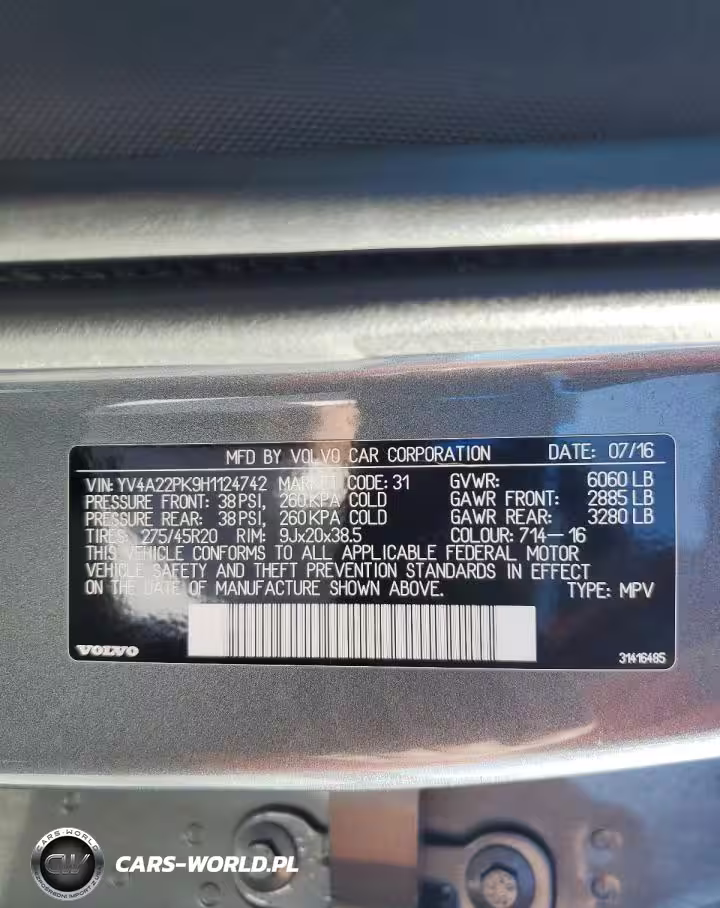 MFD BY VOLVO CAR CORPORATION DATE: 07/16
VIN: YV4A22PK9H1124742 MARKET CODE: 31 GVWR: 6060 LB
PRESSURE FRONT: 38 PSI, 260 KPA COLD GAWR FRONT: 2885 LB
PRESSURE REAR: 38 PSI, 260 KPA COLD GAWR REAR: 3280 LB
TIRES: 275/45R20 RIM: 9Jx20x38.5 COLOUR: 714-16
THIS VEHICLE CONFORMS TO ALL APPLICABLE FEDERAL MOTOR
VEHICLE SAFETY AND THEFT PREVENTION STANDARDS IN EFFECT
ON THE DATE OF MANUFACTURE SHOWN ABOVE. TYPE: MPV
VOLVO 31416485
CARS-WORLD
CW
CARS-WORLD.PL